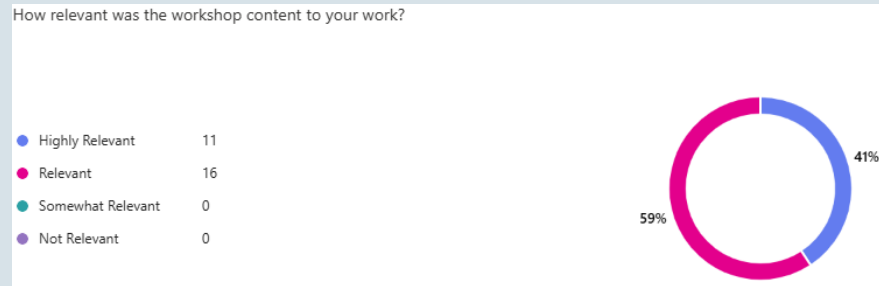 How relevant was the workshop content to your work?
Highly Relevant 11
Relevant 16
Somewhat Relevant 0
Not Relevant 0
41%
59%